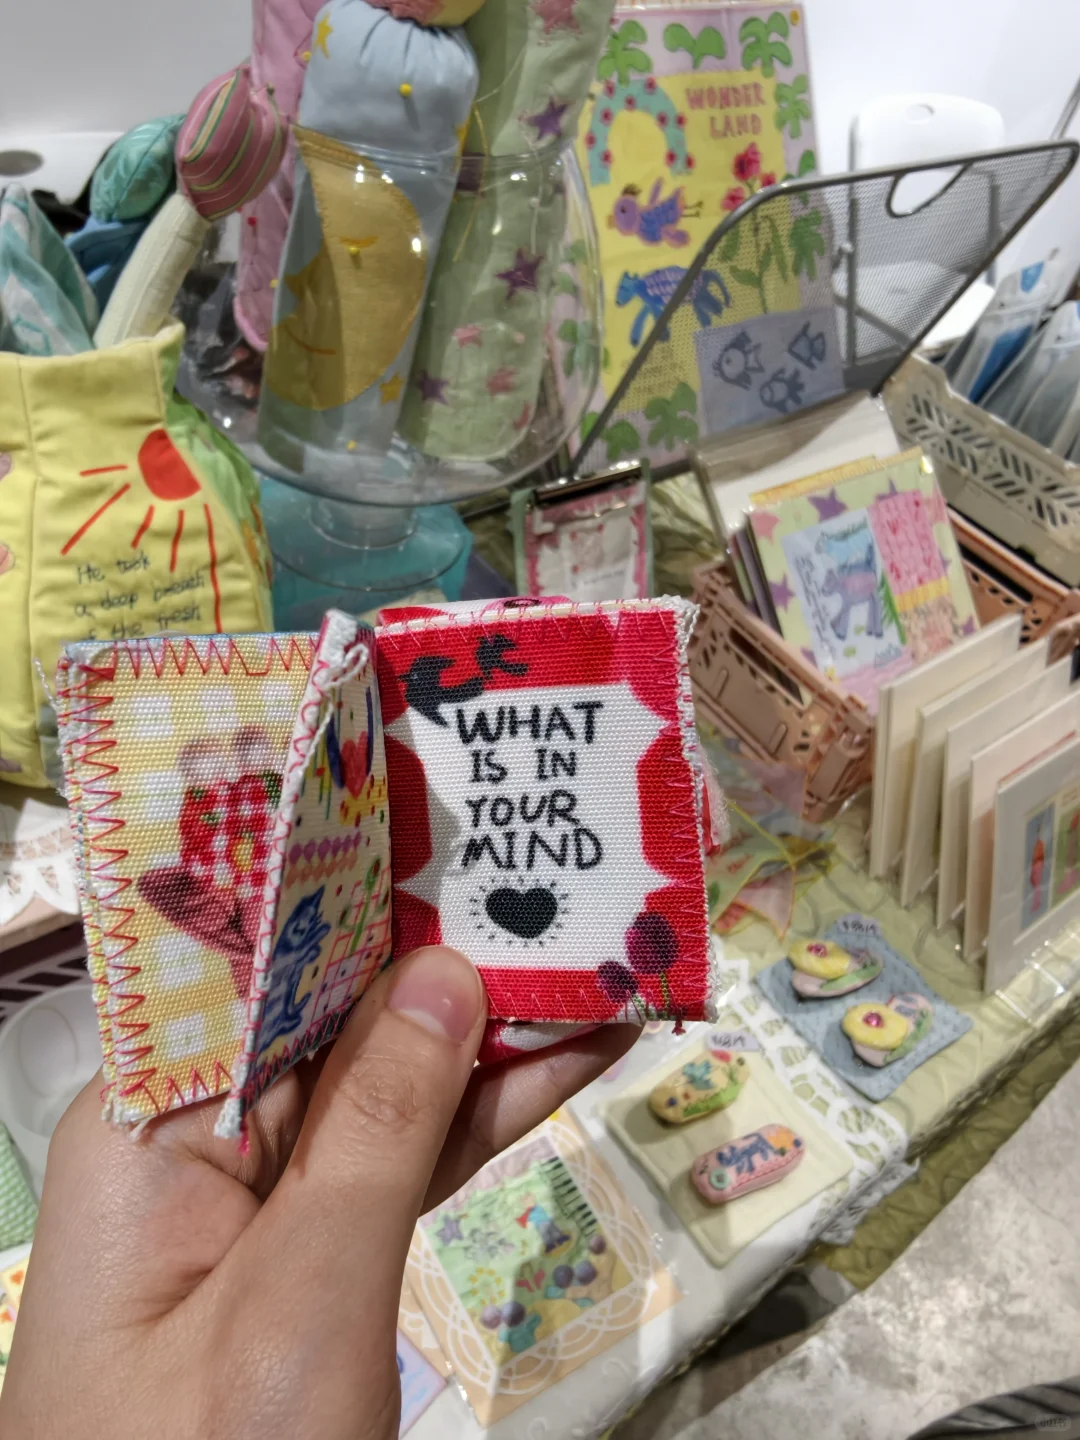 WONDER
LAND
He took
a deep breath
of the fresh
WHAT
IS IN
YOUR
MIND